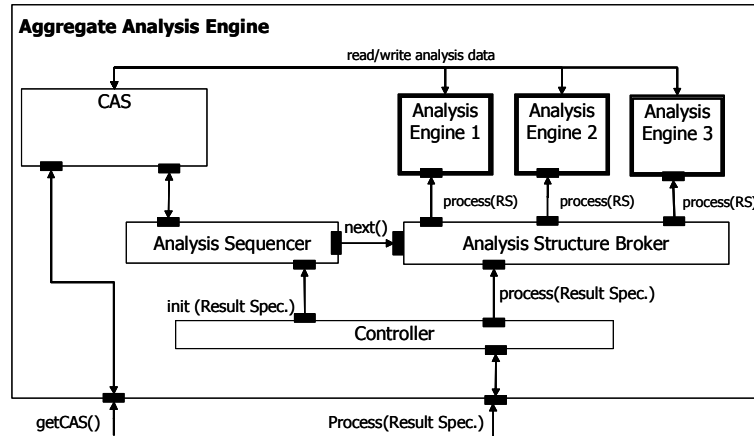 Aggregate Analysis Engine
read/write analysis data
CAS
Analysis
Engine 1
Analysis
Engine 2
Analysis
Engine 3
process(RS)
process(RS)
process(RS)
Analysis Sequencer
next()
Analysis Structure Broker
init (Result Spec.)
process(Result Spec.)
Controller
getCAS()
Process(Result Spec.)